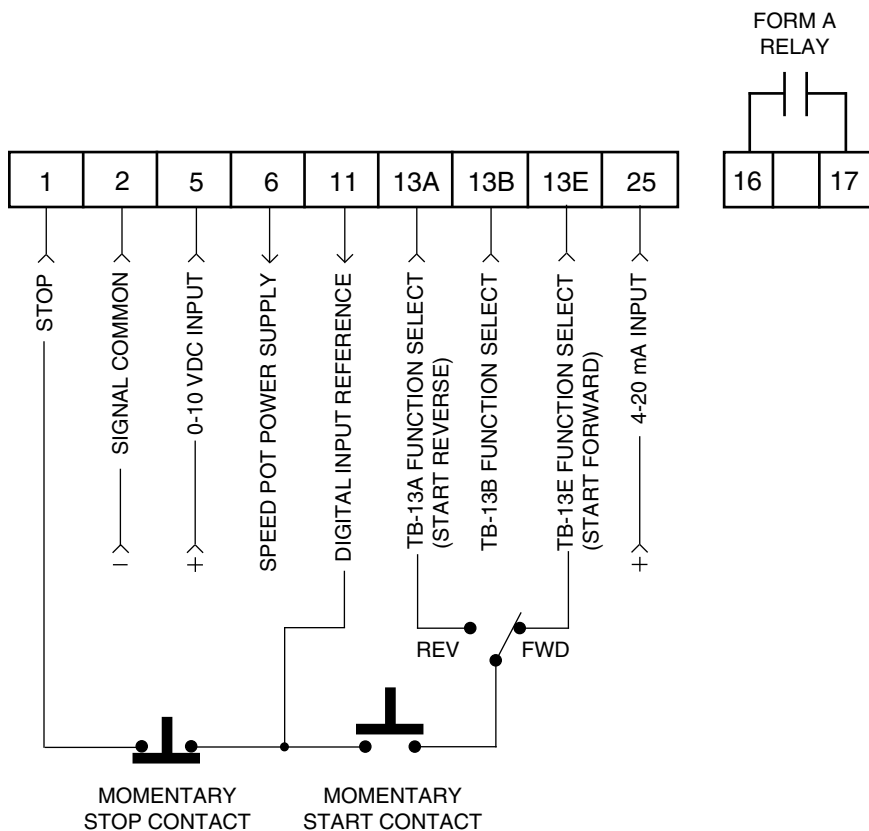 FORM A
RELAY
1 2 5 6 11 13A 13B 13E 25 16 17
STOP
SIGNAL COMMON
0-10 VDC INPUT
SPEED POT POWER SUPPLY
DIGITAL INPUT REFERENCE
TB-13A FUNCTION SELECT
(START REVERSE)
TB-13B FUNCTION SELECT
TB-13E FUNCTION SELECT
(START FORWARD)
4-20 mA INPUT
- + +
REV FWD
MOMENTARY
STOP CONTACT
MOMENTARY
START CONTACT